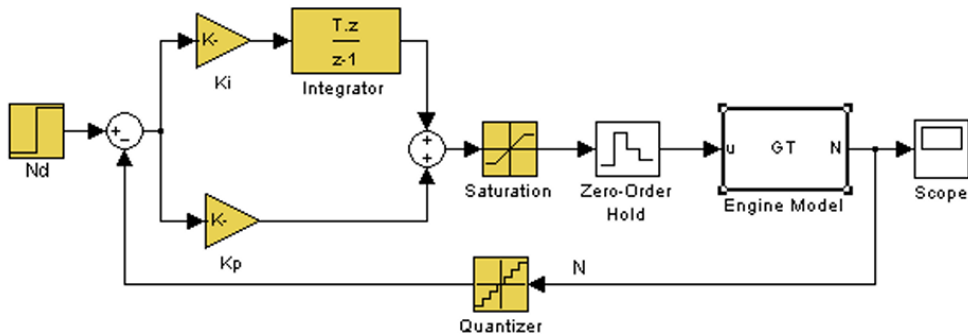 K-
Ki
T.z
z-1
Integrator
Nd
+
−
+
+
Saturation
Zero-Order
Hold
u GT N
Engine Model
Scope
K-
Kp
N
Quantizer